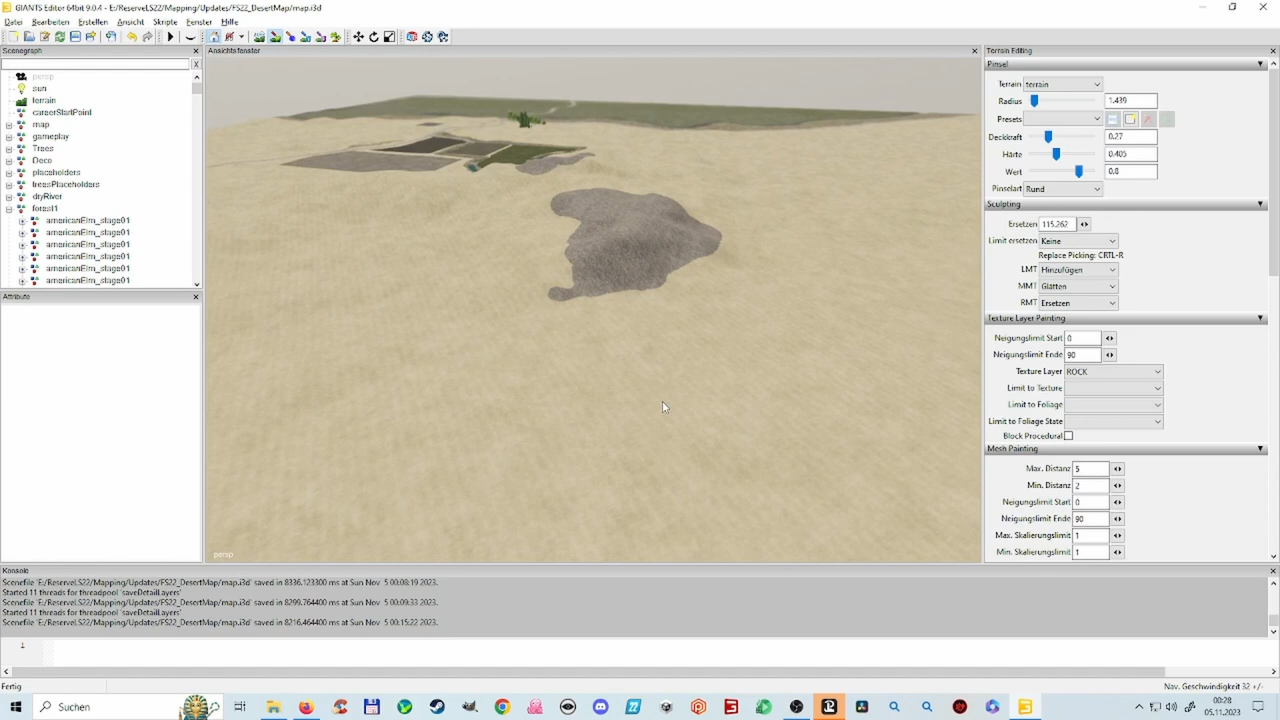 GIANTS Editor 64bit 9.0.4 - E:/ReserveLS22/Mapping/Updates/FS22_DesertMap/map.i3d
Datei Bearbeiten Erstellen Ansicht Skripte Fenster Hilfe
Scenegraph
X
persp
sun
terrain
careerStartPoint
map
gameplay
Trees
Deco
placeholders
treesPlaceholders
dryRiver
forest1
americanElm_stage01
americanElm_stage01
americanElm_stage01
americanElm_stage01
americanElm_stage01
americanElm_stage01
Attribute
Ansichtsfenster
persp
Terrain Editing
Pinsel
Terrain terrain
Radius 1.439
Presets
Deckkraft 0.27
Härte 0.405
Wert 0.8
Pinselart Rund
Sculpting
Ersetzen 115.262
Limit ersetzen Keine
Replace Picking: CRTL-R
LMT Hinzufügen
MMT Glätten
RMT Ersetzen
Texture Layer Painting
Neigungslimit Start 0
Neigungslimit Ende 90
Texture Layer ROCK
Limit to Texture
Limit to Foliage
Limit to Foliage State
Block Procedural
Mesh Painting
Max. Distanz 5
Min. Distanz 2
Neigungslimit Start 0
Neigungslimit Ende 90
Max. Skalierungslimit 1
Min. Skalierungslimit 1
Konsole
Scenefile 'E:/ReserveLS22/Mapping/Updates/FS22_DesertMap/map.i3d' saved in 8336.123300 ms at Sun Nov 5 00:08:19 2023.
Started 11 threads for threadpool 'saveDetailLayers'
Scenefile 'E:/ReserveLS22/Mapping/Updates/FS22_DesertMap/map.i3d' saved in 8299.764400 ms at Sun Nov 5 00:09:33 2023.
Started 11 threads for threadpool 'saveDetailLayers'
Scenefile 'E:/ReserveLS22/Mapping/Updates/FS22_DesertMap/map.i3d' saved in 8216.464400 ms at Sun Nov 5 00:15:22 2023.
1
Fertig
Nav. Geschwindigkeit 32 +/-
Suchen
00:28
05.11.2023